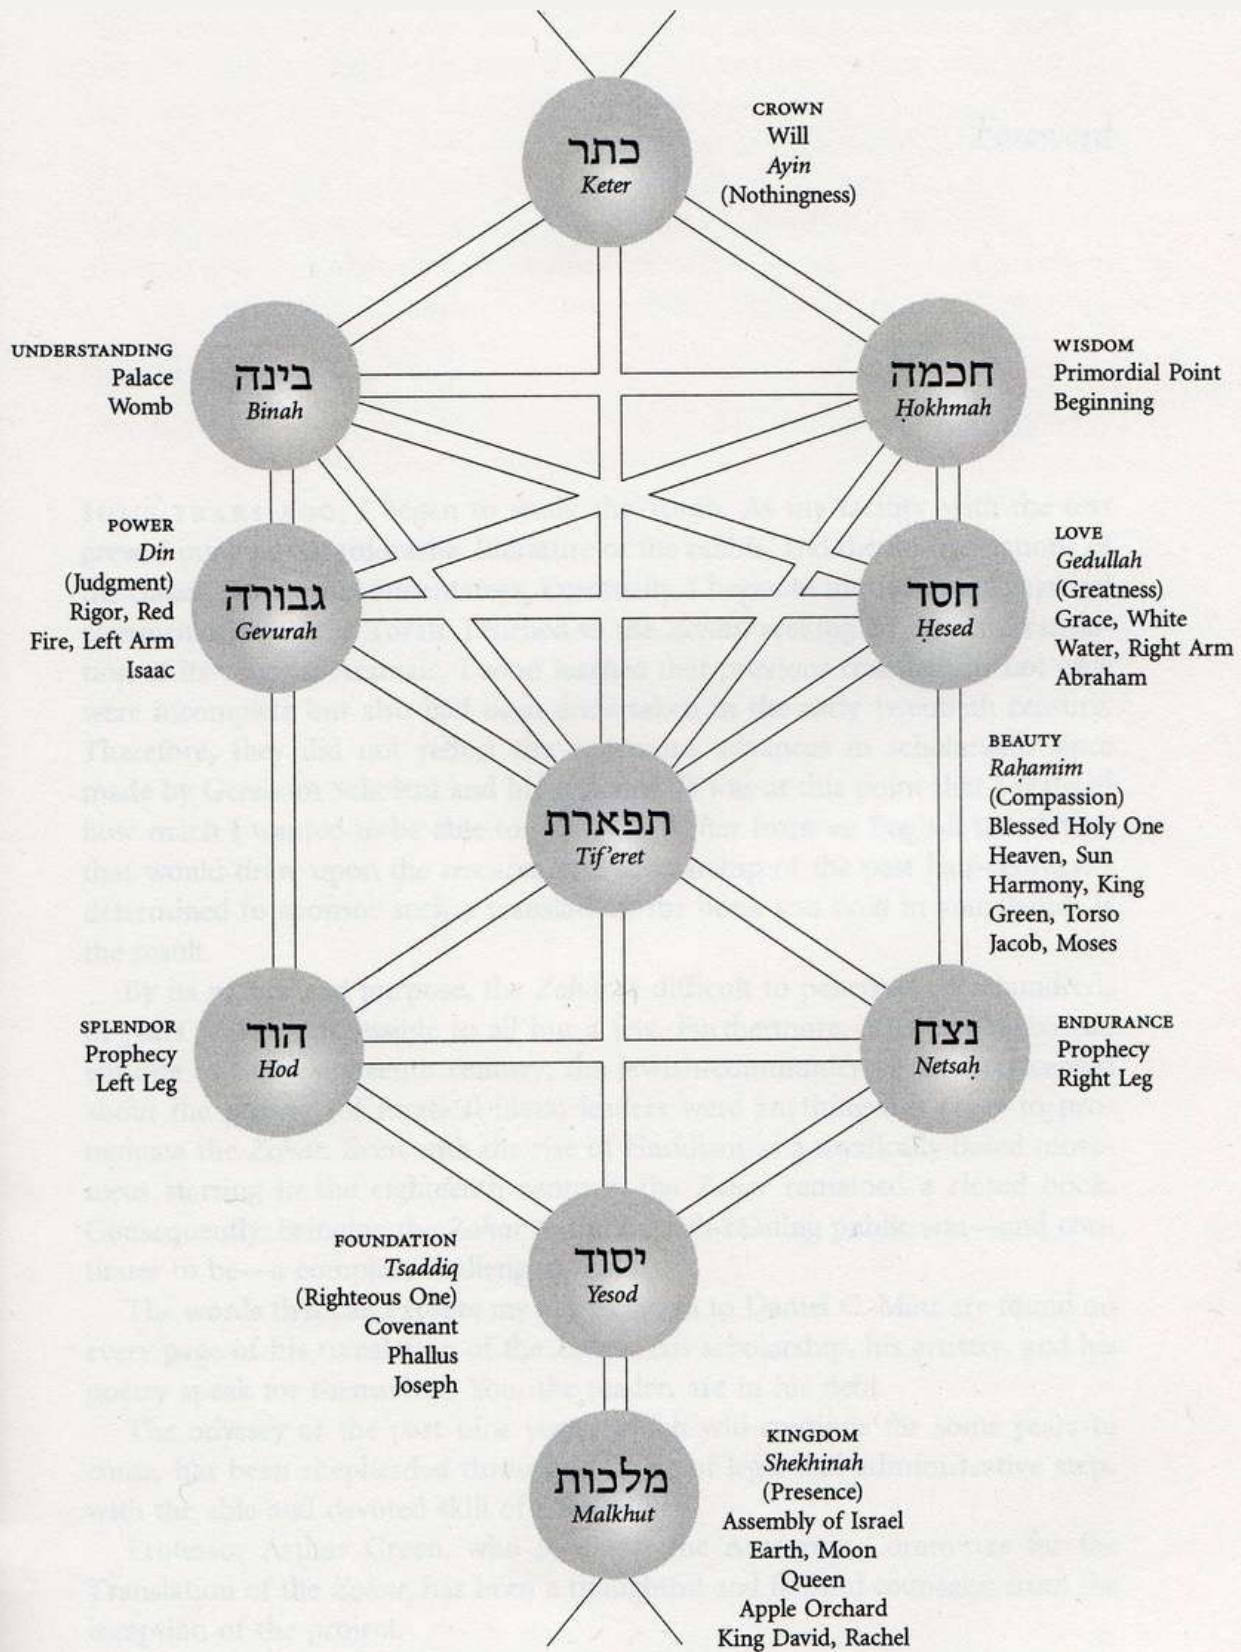 כתר
Keter
CROWN
Will
Ayin
(Nothingness)
בינה
Binah
UNDERSTANDING
Palace
Womb
חכמה
Ḥokhmah
WISDOM
Primordial Point
Beginning
גבורה
Gevurah
POWER
Din
(Judgment)
Rigor, Red
Fire, Left Arm
Isaac
חסד
Ḥesed
LOVE
Gedullah
(Greatness)
Grace, White
Water, Right Arm
Abraham
תפארת
Tif'eret
BEAUTY
Raḥamim
(Compassion)
Blessed Holy One
Heaven, Sun
Harmony, King
Green, Torso
Jacob, Moses
הוד
Hod
SPLENDOR
Prophecy
Left Leg
נצח
Netsaḥ
ENDURANCE
Prophecy
Right Leg
יסוד
Yesod
FOUNDATION
Tsaddiq
(Righteous One)
Covenant
Phallus
Joseph
מלכות
Malkhut
KINGDOM
Shekhinah
(Presence)
Assembly of Israel
Earth, Moon
Queen
Apple Orchard
King David, Rachel